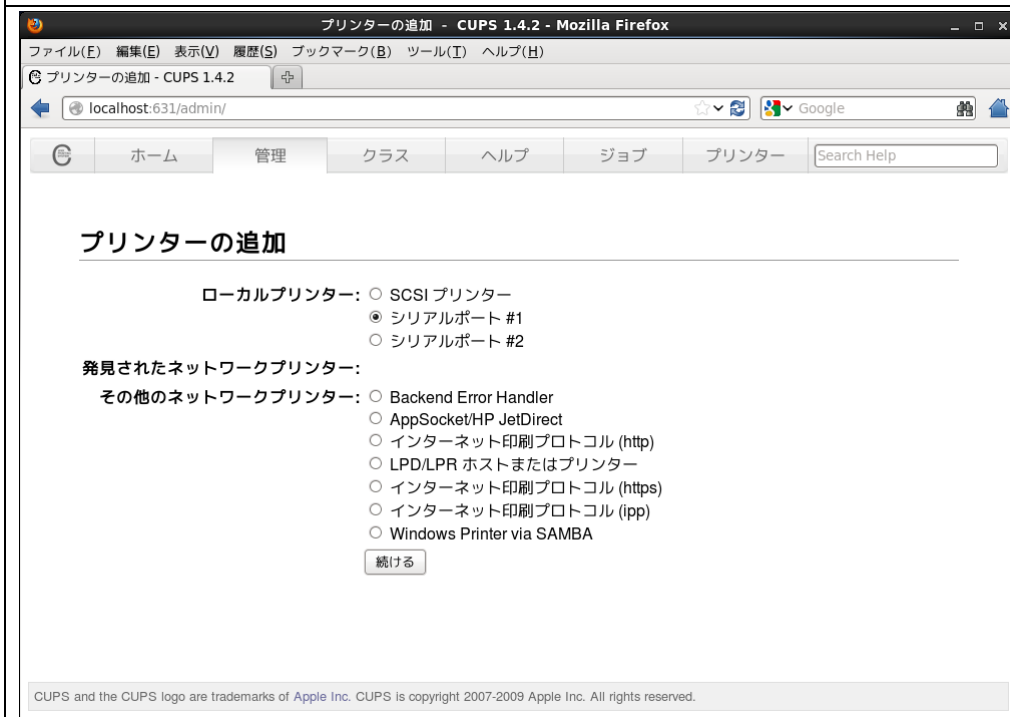 プリンターの追加 - CUPS 1.4.2 - Mozilla Firefox
ファイル(F) 編集(E) 表示(V) 履歴(S) ブックマーク(B) ツール(T) ヘルプ(H)
プリンターの追加 - CUPS 1.4.2
localhost:631/admin/ Google
ホーム 管理 クラス ヘルプ ジョブ プリンター Search Help
プリンターの追加
ローカルプリンター: SCSI プリンター
シリアルポート #1
シリアルポート #2
発見されたネットワークプリンター:
その他のネットワークプリンター: Backend Error Handler
AppSocket/HP JetDirect
インターネット印刷プロトコル (http)
LPD/LPR ホストまたはプリンター
インターネット印刷プロトコル (https)
インターネット印刷プロトコル (ipp)
Windows Printer via SAMBA
続ける
CUPS and the CUPS logo are trademarks of Apple Inc. CUPS is copyright 2007-2009 Apple Inc. All rights reserved.